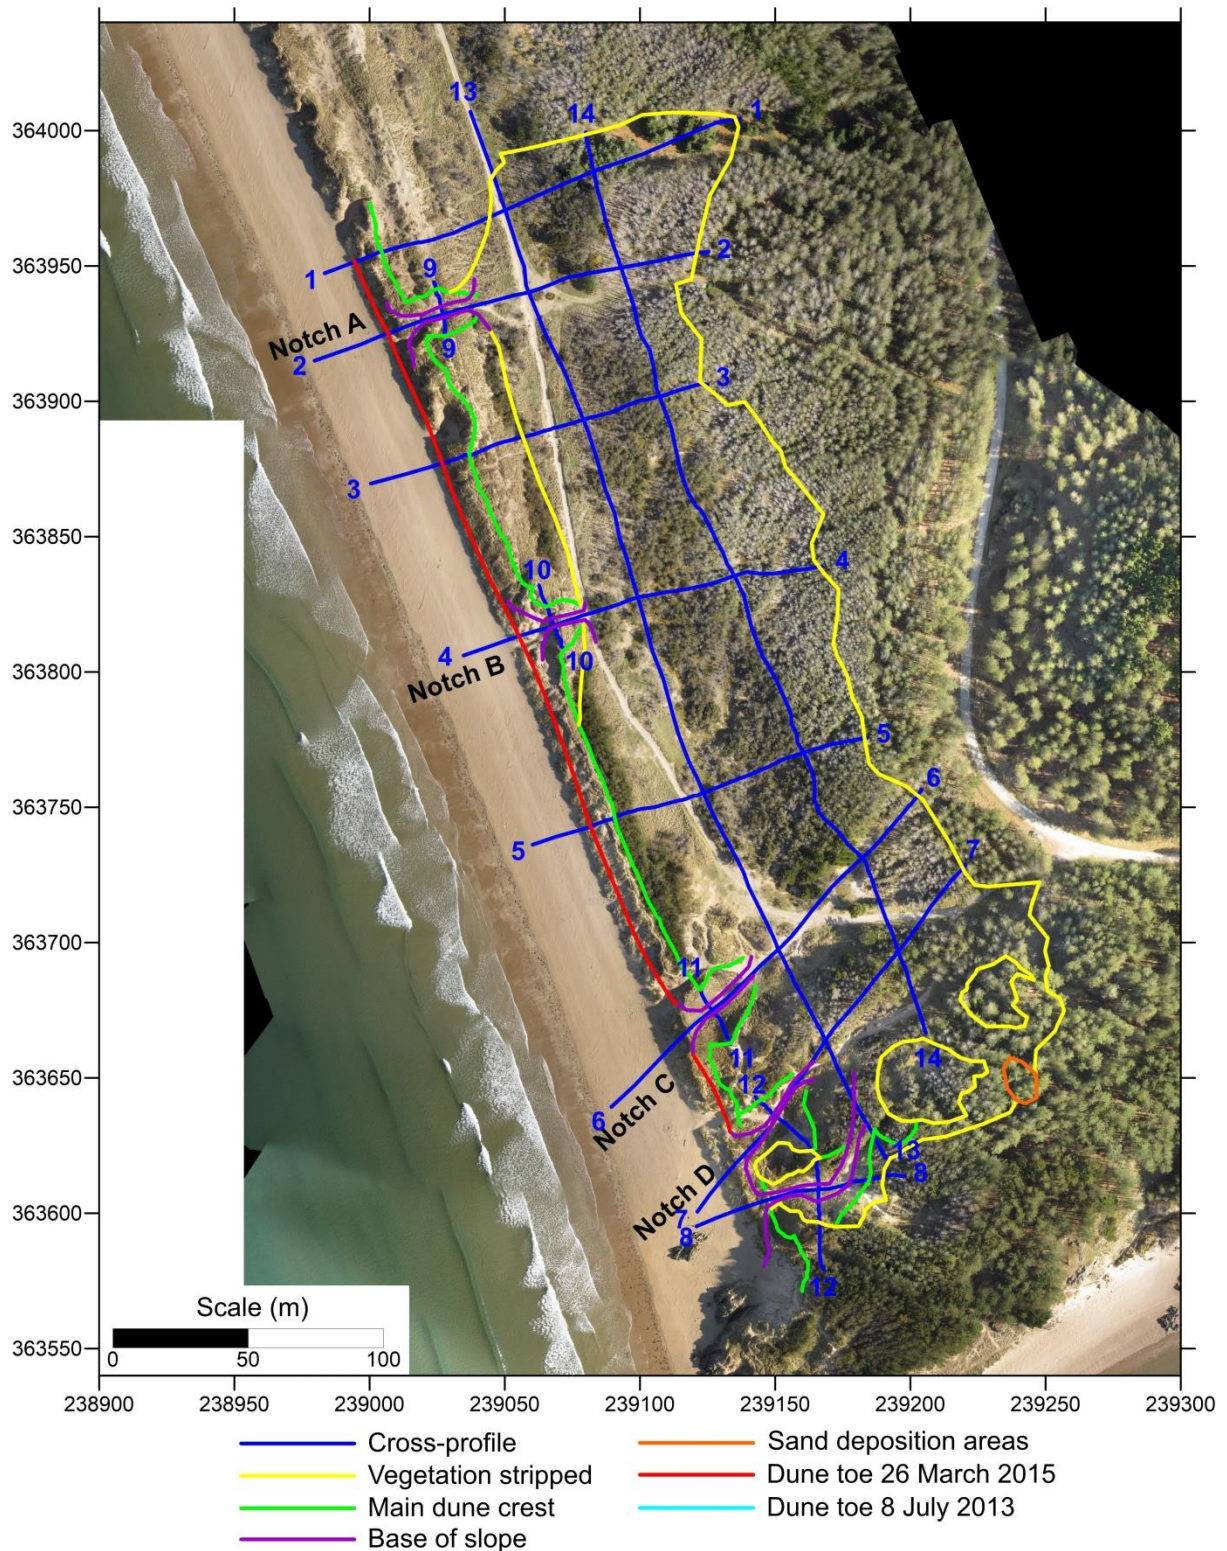 364000
363950
363900
363850
363800
363750
363700
363650
363600
363550
13
14
1
1
2
9
Notch A
9
2
3
3
4
10
10
4
Notch B
5
5
6
7
11
11
12
14
6
Notch C
13
8
Notch D
7
8
12
Scale (m)
0 50 100
238900 238950 239000 239050 239100 239150 239200 239250 239300
Cross-profile
Vegetation stripped
Main dune crest
Base of slope
Sand deposition areas
Dune toe 26 March 2015
Dune toe 8 July 2013